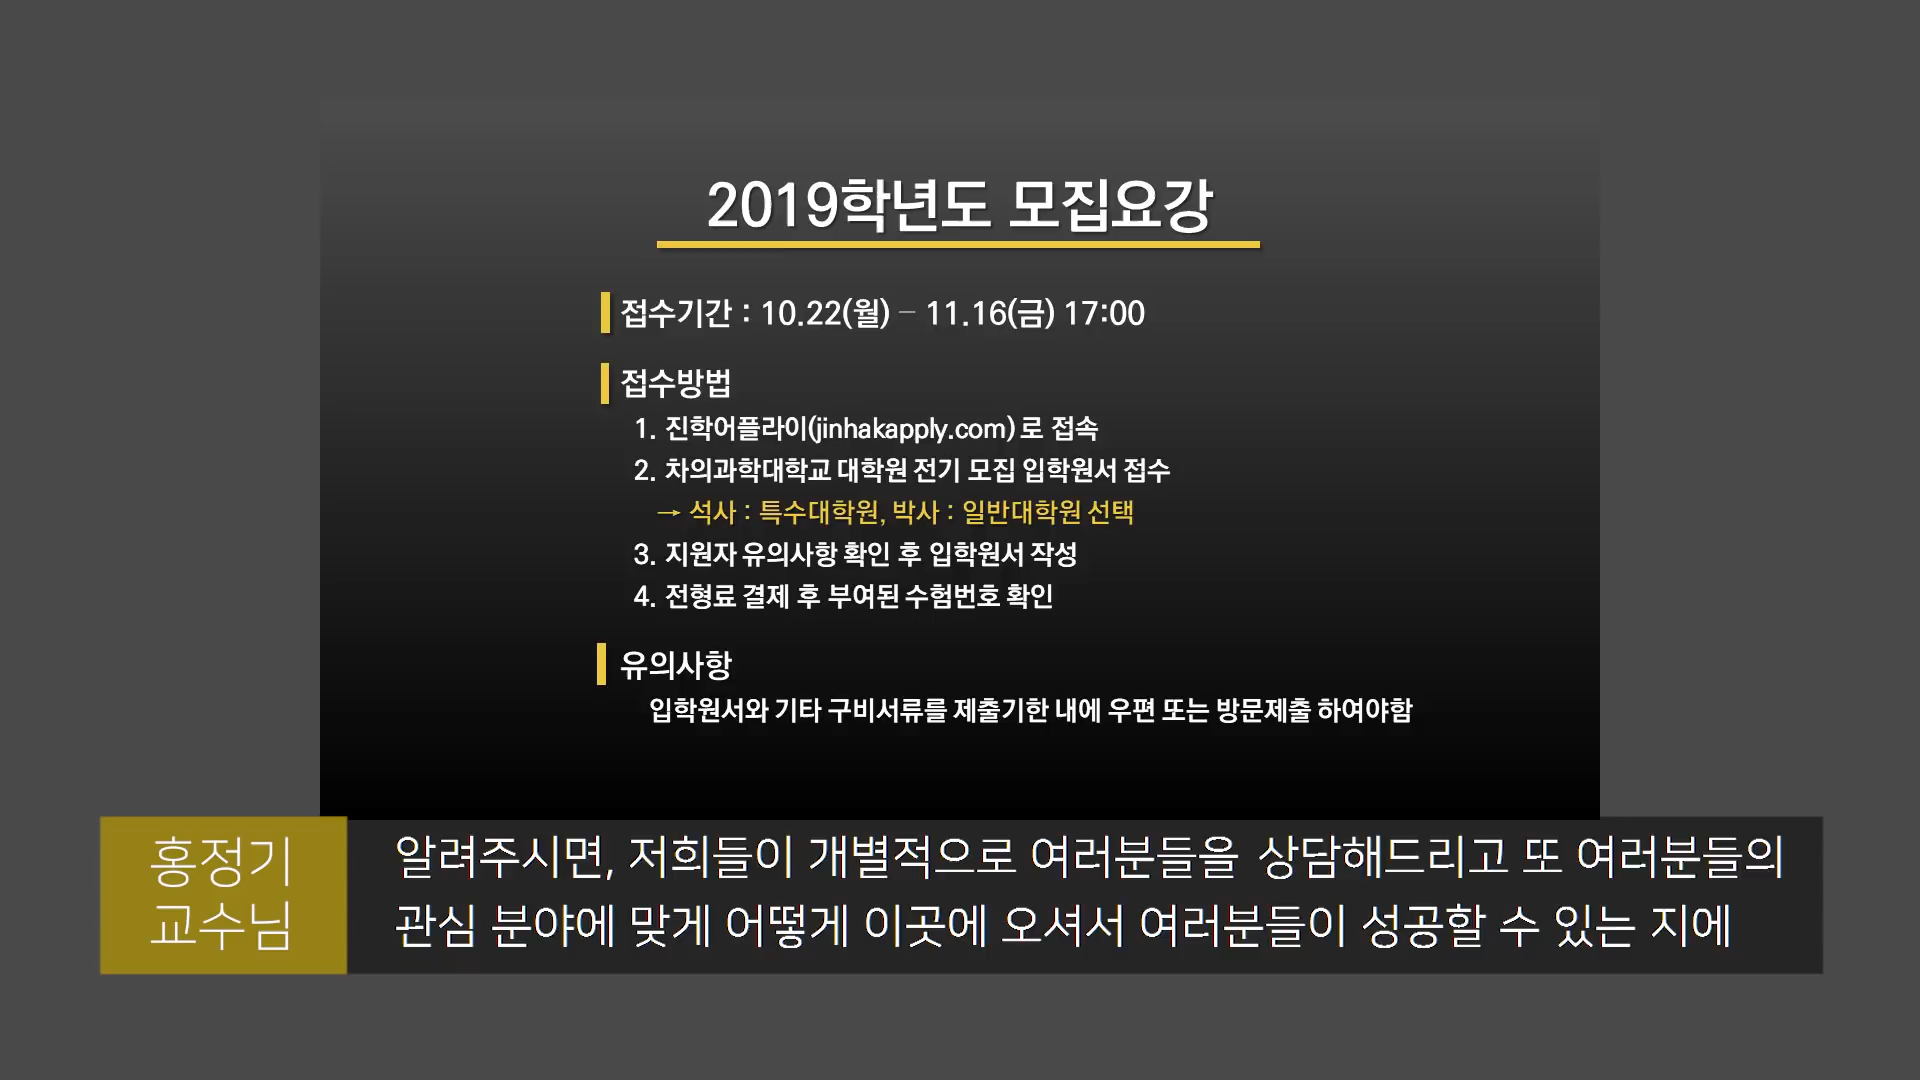 2019학년도 모집요강
접수기간 : 10.22(월) – 11.16(금) 17:00
접수방법
1. 진학어플라이(jinhakapply.com)로 접속
2. 차의과학대학교 대학원 전기 모집 입학원서 접수
→ 석사 : 특수대학원, 박사 : 일반대학원 선택
3. 지원자 유의사항 확인 후 입학원서 작성
4. 전형료 결제 후 부여된 수험번호 확인
유의사항
입학원서와 기타 구비서류를 제출기한 내에 우편 또는 방문제출 하여야함
홍정기
교수님
알려주시면, 저희들이 개별적으로 여러분들을 상담해드리고 또 여러분들의
관심 분야에 맞게 어떻게 이곳에 오셔서 여러분들이 성공할 수 있는 지에